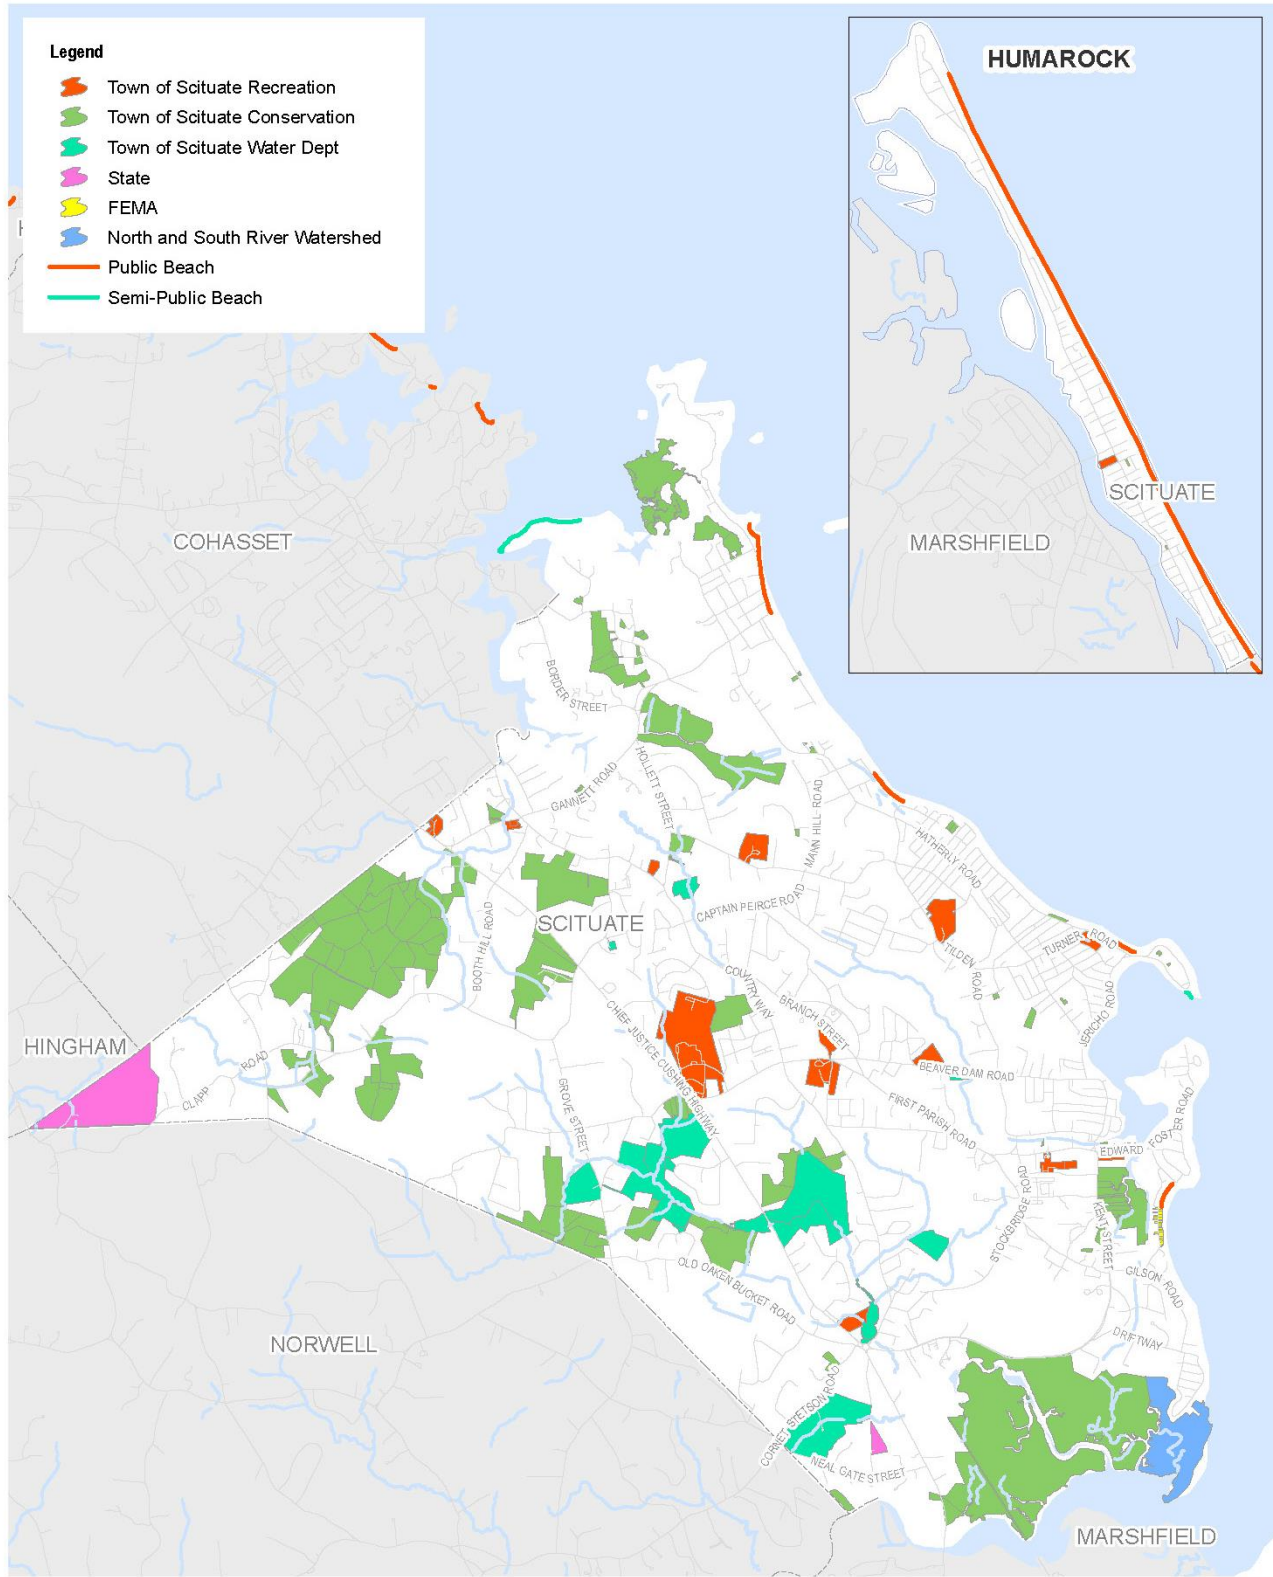 Legend
Town of Scituate Recreation
Town of Scituate Conservation
Town of Scituate Water Dept
State
FEMA
North and South River Watershed
Public Beach
Semi-Public Beach
HUMAROCK
SCITUATE
MARSHFIELD
COHASSET
BORDER STREET
HOLLETT STREET
GANNETT ROAD
MANN HILL ROAD
HATHERLY ROAD
CAPTAIN PEIRCE ROAD
SCITUATE
BOOTH HILL ROAD
TILDEN ROAD
TURNER ROAD
COUNTRY WAY
BRANCH STREET
JERICHO ROAD
CHIEF JUSTICE CUSHING HIGHWAY
HINGHAM
CLAPP ROAD
BEAVER DAM ROAD
GROVE STREET
FIRST PARISH ROAD
EDWARD FOSTER ROAD
STOCKBRIDGE ROAD
KENT STREET
OLD OAKEN BUCKET ROAD
GILSON ROAD
NORWELL
DRIFTWAY
CORNET STETSON ROAD
NEAL GATE STREET
MARSHFIELD